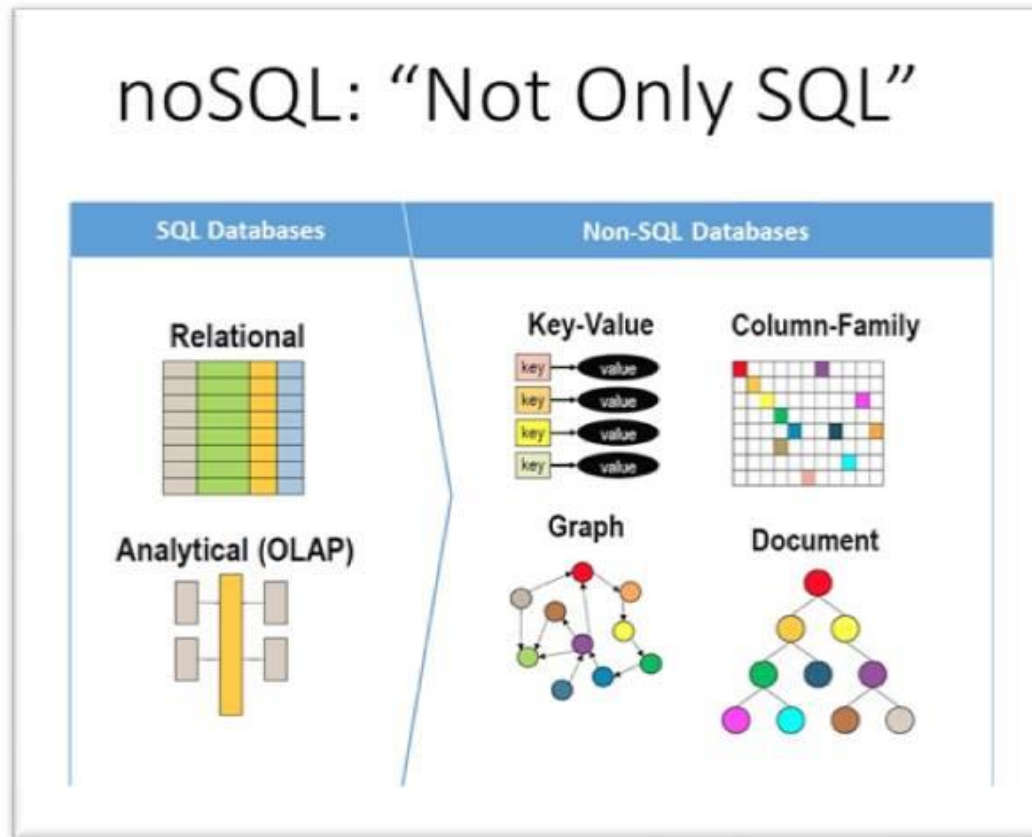 noSQL: “Not Only SQL”
SQL Databases
Non-SQL Databases
Relational
Analytical (OLAP)
Key-Value
key
value
key
value
key
value
key
value
Column-Family
Graph
Document